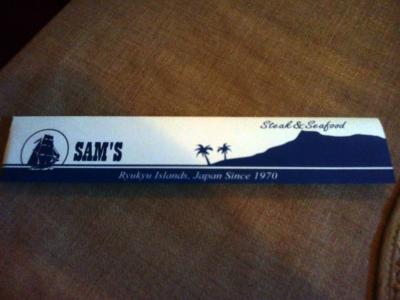 Steak & Seafood
SAM'S
Ryukyu Islands, Japan Since 1970